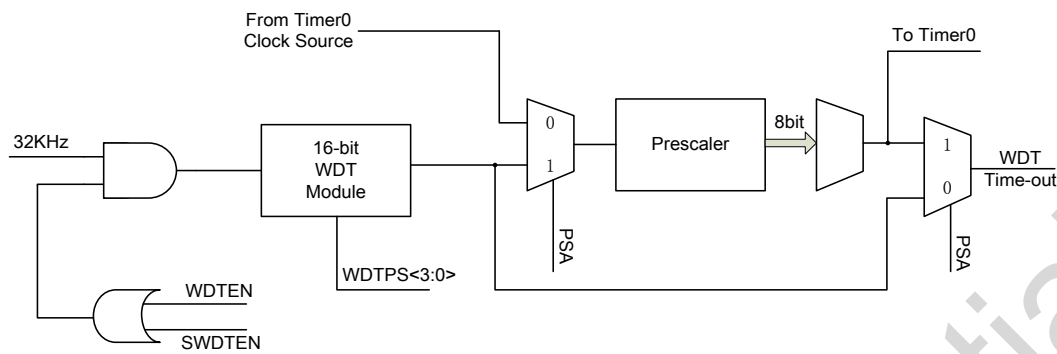 From Timer0
Clock Source
To Timer0
32KHz
16-bit
WDT
Module
0
1
Prescaler
8bit
1
0
WDT
Time-out
PSA
PSA
WDTPS<3:0>
WDTEN
SWDTEN